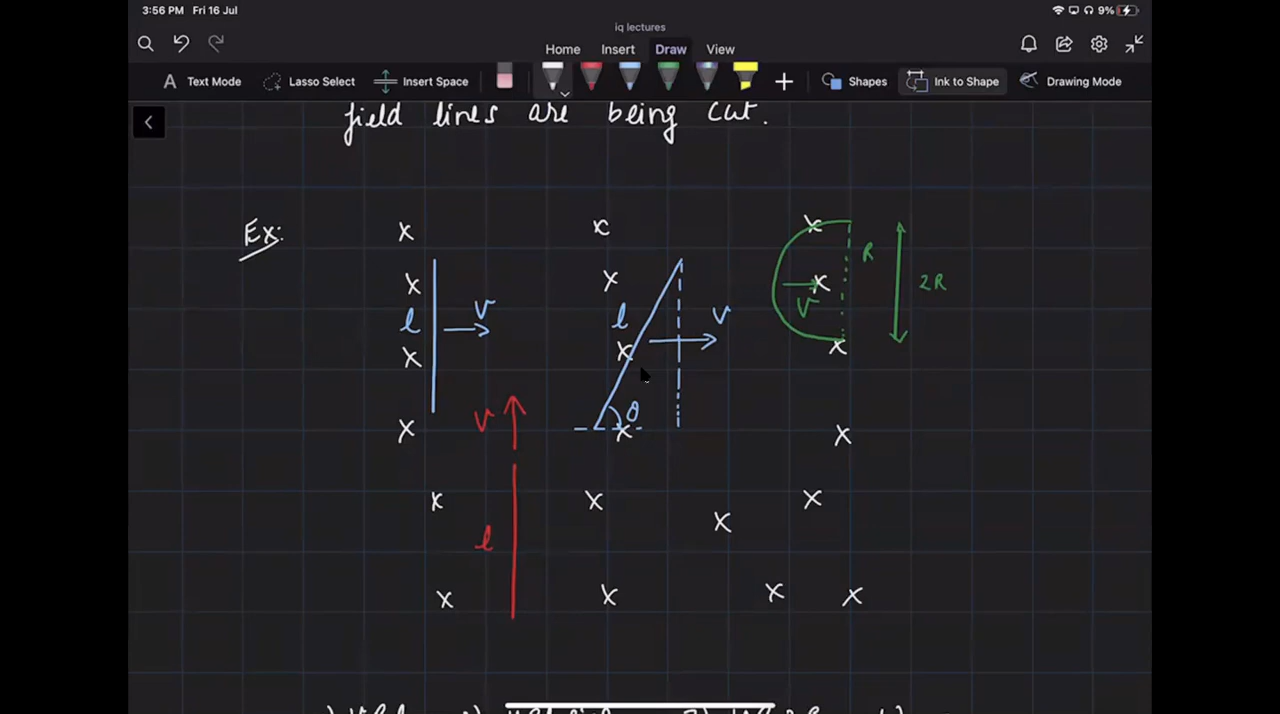 3:56 PM Fri 16 Jul
9%
iq lectures
Home Insert Draw View
Text Mode Lasso Select Insert Space Shapes Ink to Shape Drawing Mode
field lines are being cut.
Ex:
x x x
x x x
l v l v v R 2R
x x x
θ
x v x x
x x x x
l
x x x x